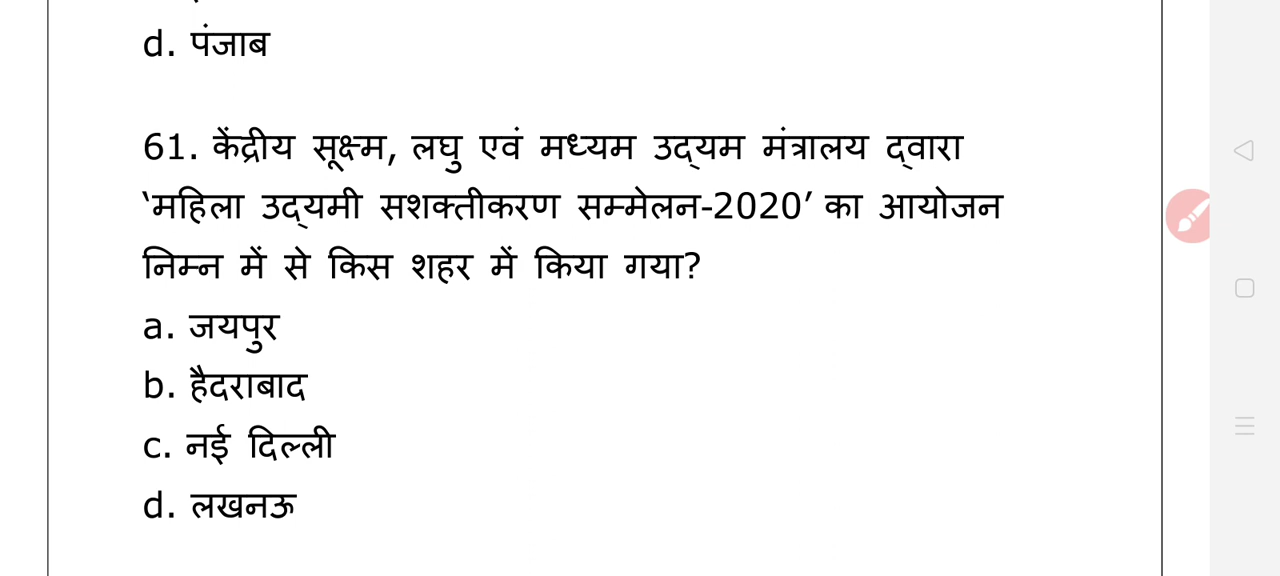 d. पंजाब
61. केंद्रीय सूक्ष्म, लघु एवं मध्यम उद्यम मंत्रालय द्वारा
‘महिला उद्यमी सशक्तीकरण सम्मेलन-2020’ का आयोजन
निम्न में से किस शहर में किया गया?
a. जयपुर
b. हैदराबाद
c. नई दिल्ली
d. लखनऊ